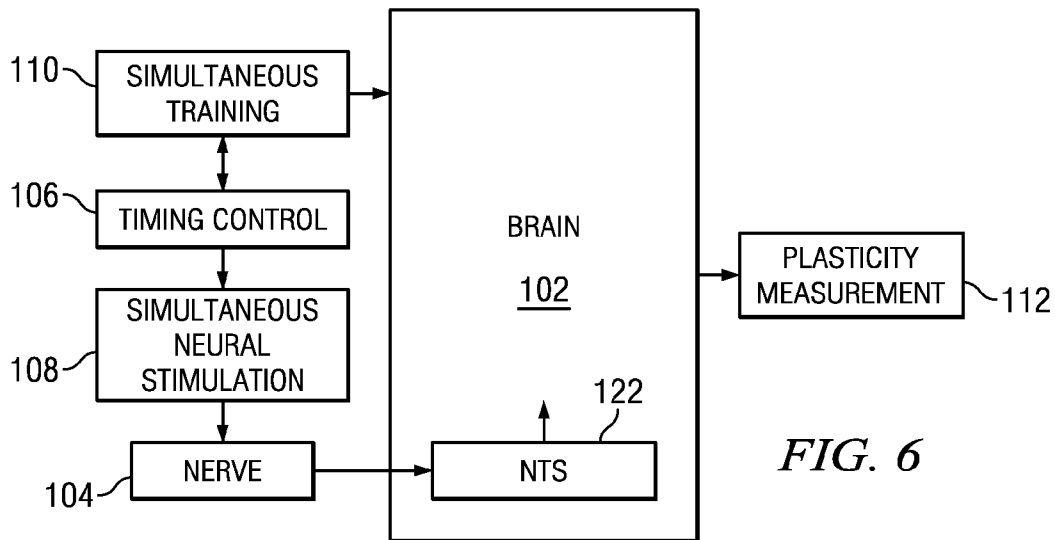 110
SIMULTANEOUS
TRAINING
106
TIMING CONTROL
108
SIMULTANEOUS
NEURAL
STIMULATION
104
NERVE
BRAIN
102
122
NTS
PLASTICITY
MEASUREMENT
112
FIG. 6